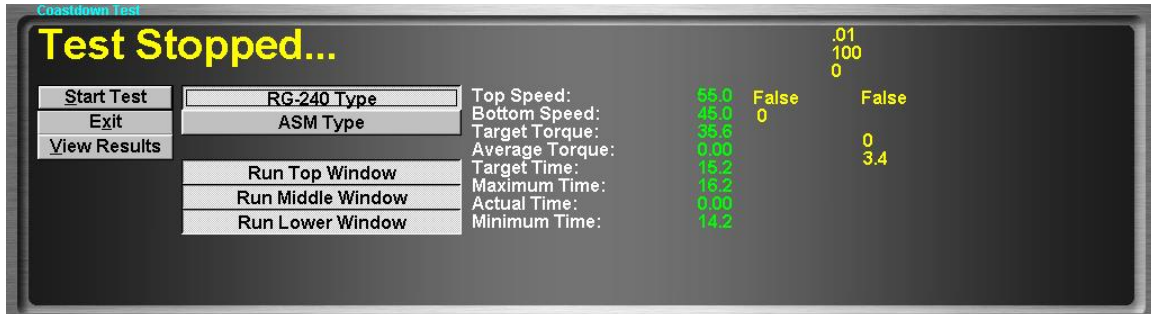 Coastdown Test
Test Stopped...
.01
100
0
Start Test
Exit
View Results
RG-240 Type
ASM Type
Run Top Window
Run Middle Window
Run Lower Window
Top Speed: 55.0 False False
Bottom Speed: 45.0 0
Target Torque: 35.6
Average Torque: 0.00 0
Target Time: 15.2 3.4
Maximum Time: 16.2
Actual Time: 0.00
Minimum Time: 14.2